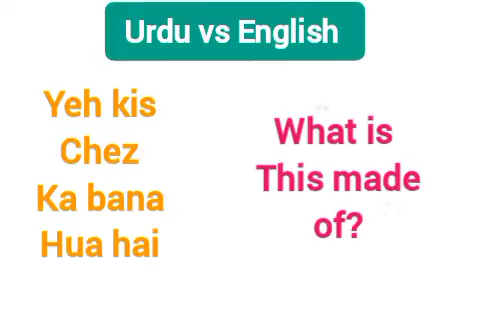 Urdu vs English
Yeh kis
Chez
Ka bana
Hua hai
What is
This made
of?